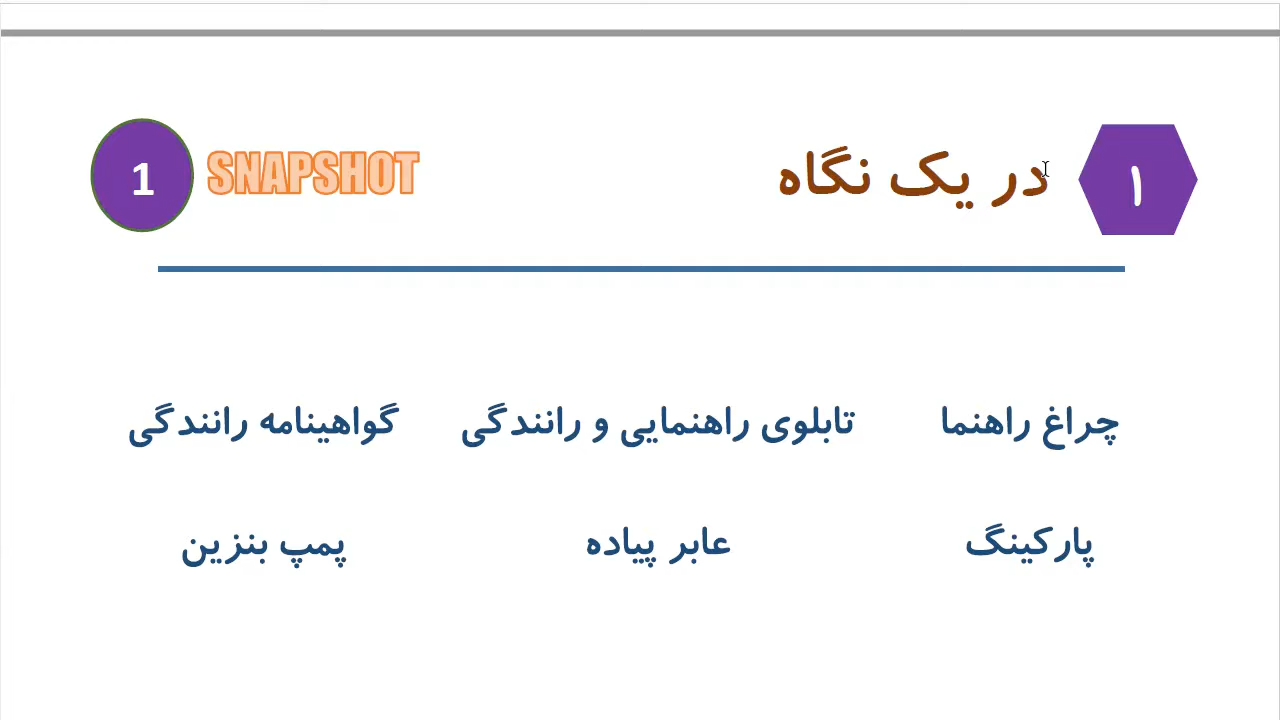 1 SNAPSHOT
۱ در یک نگاه
چراغ راهنما تابلوی راهنمایی و رانندگی گواهینامه رانندگی
پارکینگ عابر پیاده پمپ بنزین